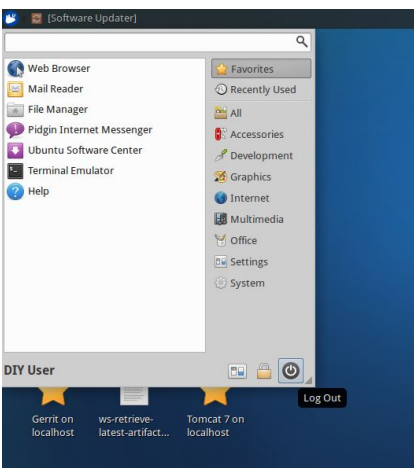 [Software Updater]
Web Browser
Mail Reader
File Manager
Pidgin Internet Messenger
Ubuntu Software Center
Terminal Emulator
Help
Favorites
Recently Used
All
Accessories
Development
Graphics
Internet
Multimedia
Office
Settings
System
DIY User
Log Out
Gerrit on
localhost
ws-retrieve-
latest-artifact...
Tomcat 7 on
localhost